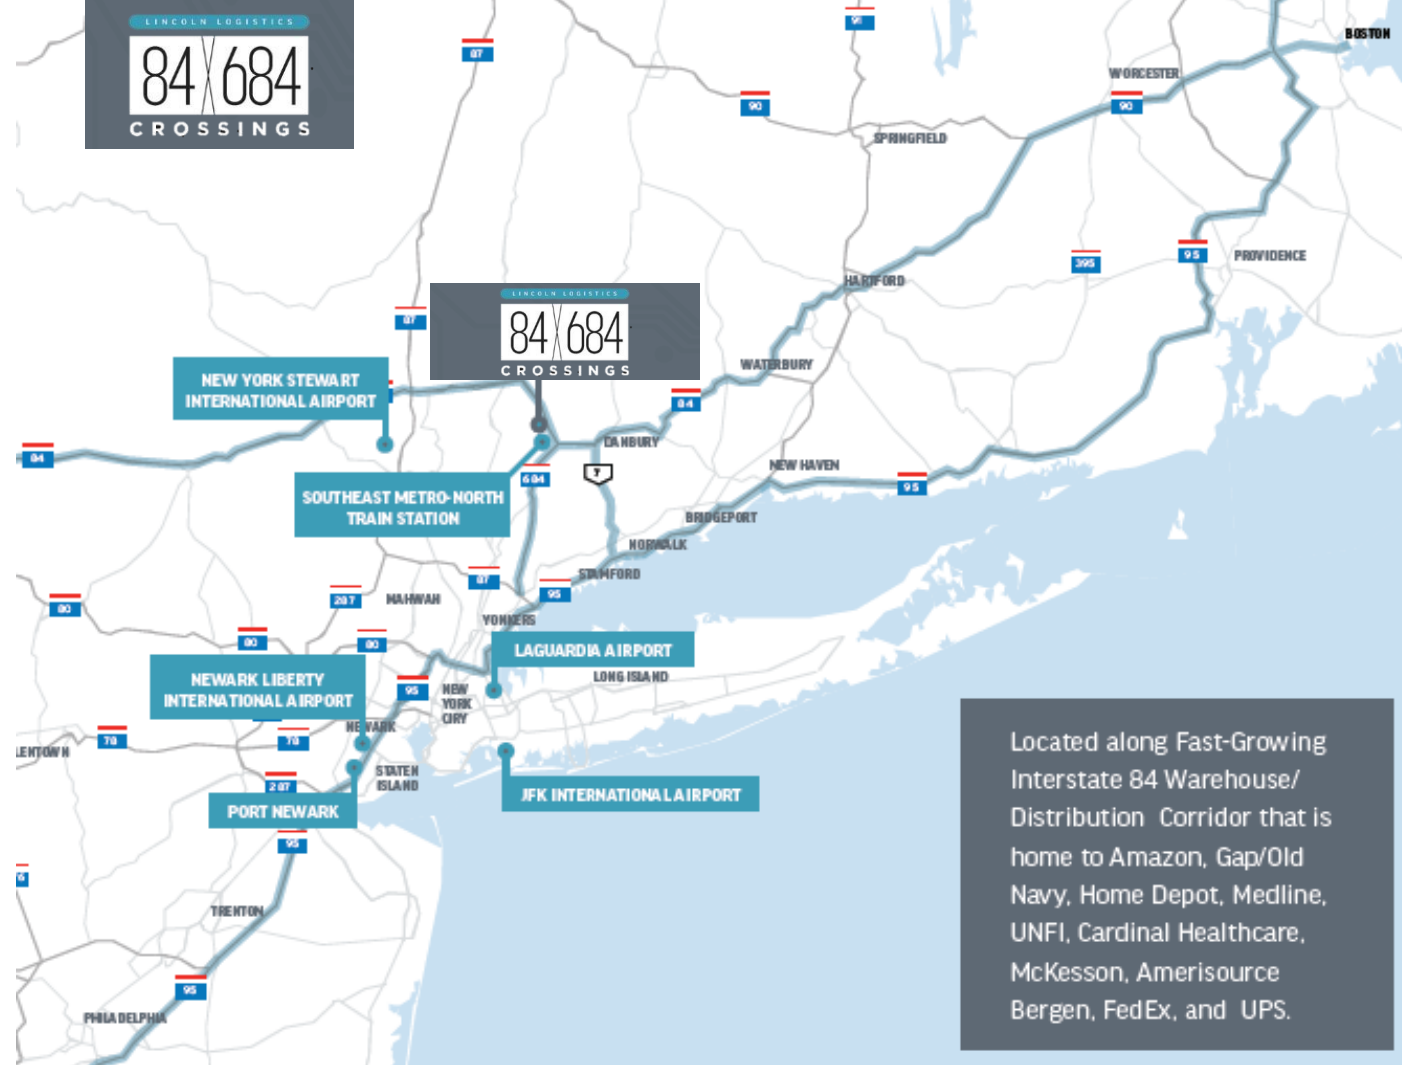 LINCOLN LOGISTICS
84 684
CROSSINGS
87
91
BOSTON
WORCESTER
90
90
SPRINGFIELD
HARTFORD
395
95
PROVIDENCE
LINCOLN LOGISTICS
84 684
CROSSINGS
87
NEW YORK STEWART
INTERNATIONAL AIRPORT
WATERBURY
84
84
DANBURY
7
684
SOUTHEAST METRO-NORTH
TRAIN STATION
NEW HAVEN
95
BRIDGEPORT
NORWALK
STAMFORD
87
95
287
MAHWAH
80
YONKERS
80
80
LAGUARDIA AIRPORT
LONG ISLAND
NEWARK LIBERTY
INTERNATIONAL AIRPORT
95
NEW
YORK
CIRY
NEWARK
78
78
LENTOWN
STATEN
ISLAND
287
PORT NEWARK
JFK INTERNATIONAL AIRPORT
95
TRENTON
95
PHILADELPHIA
Located along Fast-Growing
Interstate 84 Warehouse/
Distribution Corridor that is
home to Amazon, Gap/Old
Navy, Home Depot, Medline,
UNFI, Cardinal Healthcare,
McKesson, Amerisource
Bergen, FedEx, and UPS.